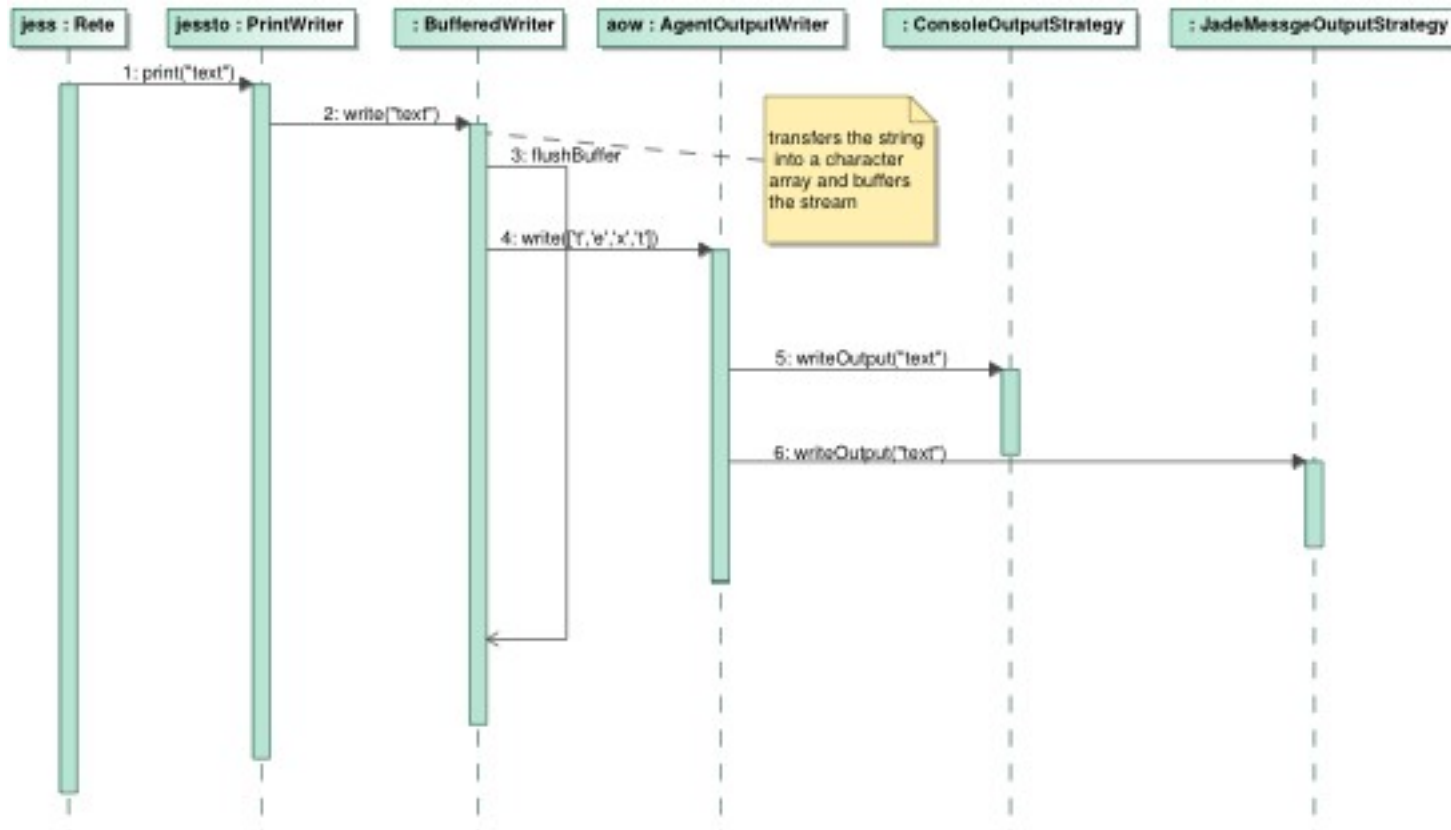 jess : Rete
jessto : PrintWriter
: BufferedWriter
aow : AgentOutputWriter
: ConsoleOutputStrategy
: JadeMessgeOutputStrategy
1: print("text")
2: write("text")
transfers the string
into a character
array and buffers
the stream
3: flushBuffer
4: write(['t','e','x','t'])
5: writeOutput("text")
6: writeOutput("text")